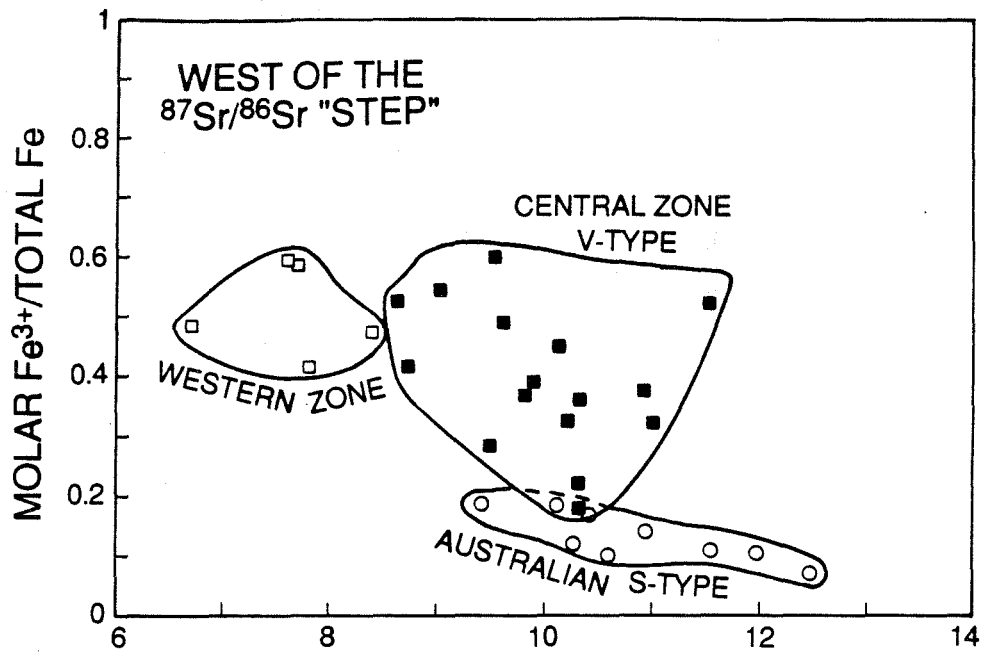 WEST OF THE
⁸⁷Sr/⁸⁶Sr "STEP"
MOLAR Fe³⁺/TOTAL Fe
1
0.8
0.6
0.4
0.2
0
CENTRAL ZONE
V-TYPE
WESTERN ZONE
AUSTRALIAN S-TYPE
6
8
10
12
14